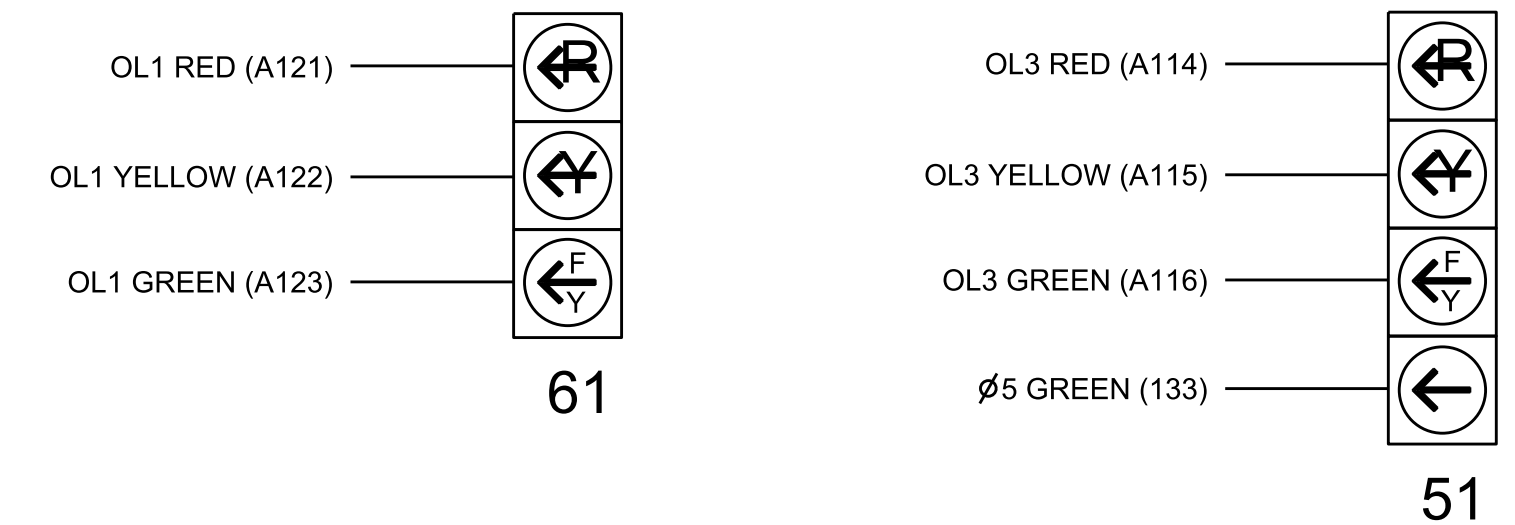 OL1 RED (A121)
R
OL1 YELLOW (A122)
Y
OL1 GREEN (A123)
F
Y
61
OL3 RED (A114)
R
OL3 YELLOW (A115)
Y
OL3 GREEN (A116)
F
Y
Ø5 GREEN (133)
51